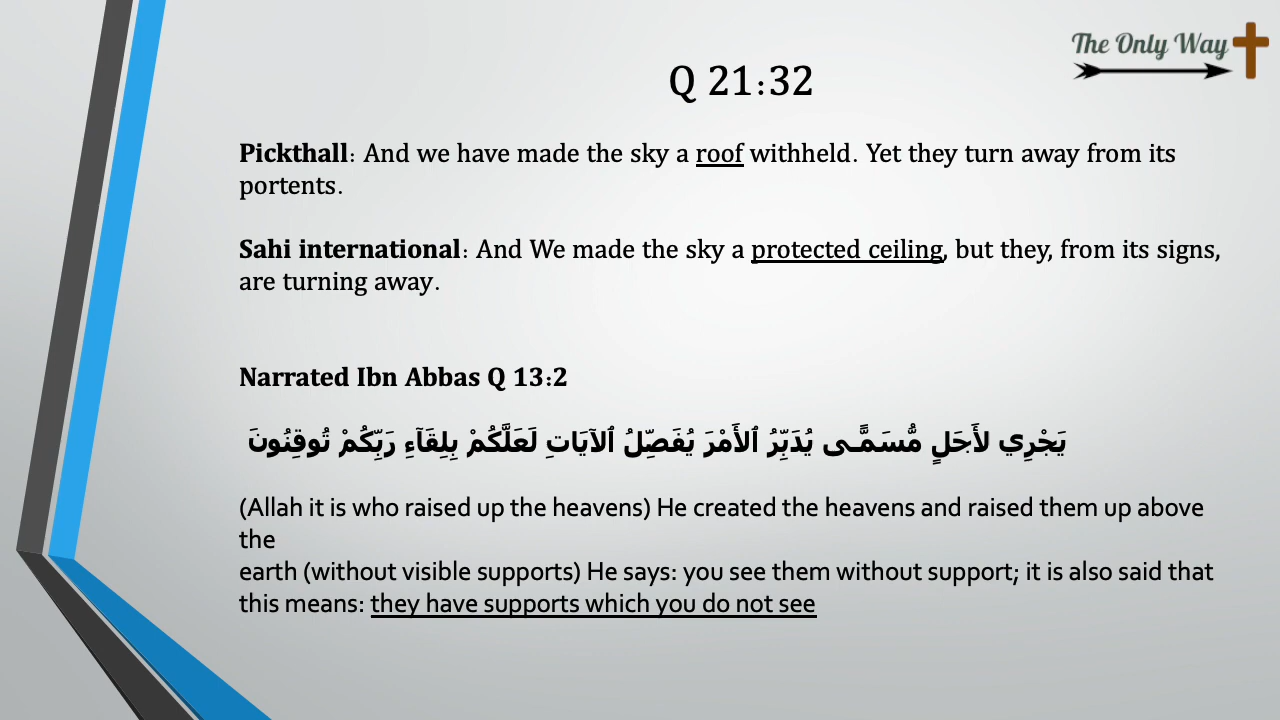 The Only Way
Q 21:32
Pickthall: And we have made the sky a roof withheld. Yet they turn away from its
portents.
Sahi international: And We made the sky a protected ceiling, but they, from its signs,
are turning away.
Narrated Ibn Abbas Q 13:2
يَجْرِي لأَجَلٍ مُّسَمًّـى يُدَبِّرُ ٱلأَمْرَ يُفَصِّلُ ٱلآيَاتِ لَعَلَّكُمْ بِلِقَآءِ رَبِّكُمْ تُوقِنُونَ
(Allah it is who raised up the heavens) He created the heavens and raised them up above
the
earth (without visible supports) He says: you see them without support; it is also said that
this means: they have supports which you do not see